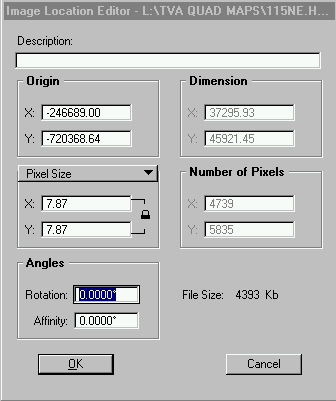 Image Location Editor - L:\TVA QUAD MAPS\115NE.H...
Description:
Origin
X: -246689.00
Y: -720368.64
Dimension
X: 37295.93
Y: 45921.45
Pixel Size
X: 7.87
Y: 7.87
Number of Pixels
X: 4739
Y: 5835
Angles
Rotation: 0.0000°
Affinity: 0.0000°
File Size: 4393 Kb
OK
Cancel